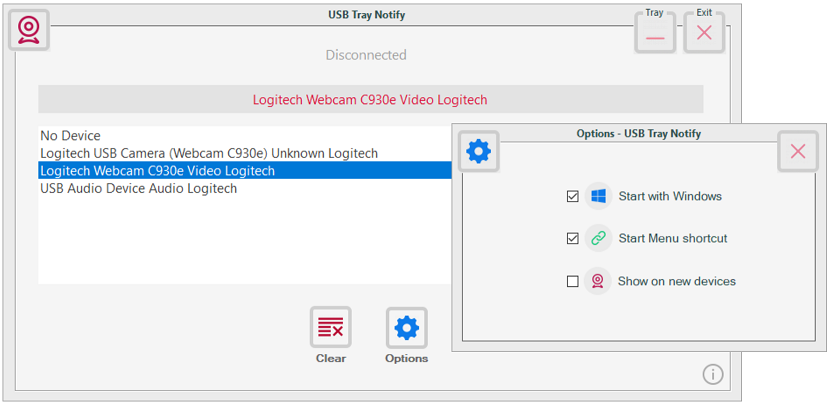 USB Tray Notify
Tray
Exit
Disconnected
Logitech Webcam C930e Video Logitech
No Device
Logitech USB Camera (Webcam C930e) Unknown Logitech
Logitech Webcam C930e Video Logitech
USB Audio Device Audio Logitech
Clear
Options
Options - USB Tray Notify
Start with Windows
Start Menu shortcut
Show on new devices